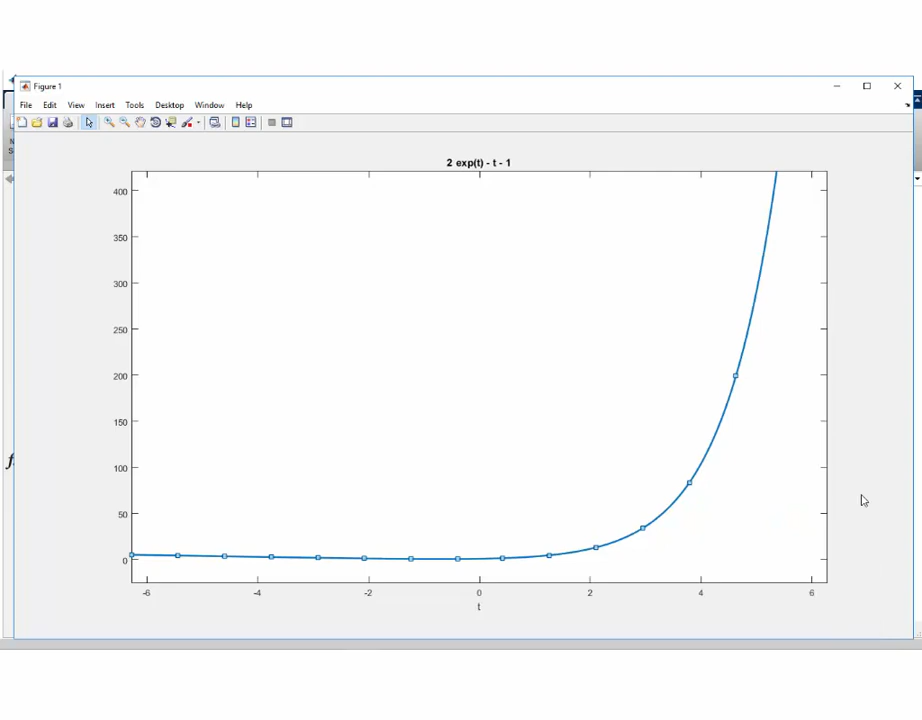 Figure 1
File Edit View Insert Tools Desktop Window Help
2 exp(t) - t - 1
400
350
300
250
200
150
100
50
0
-6 -4 -2 0 2 4 6
t